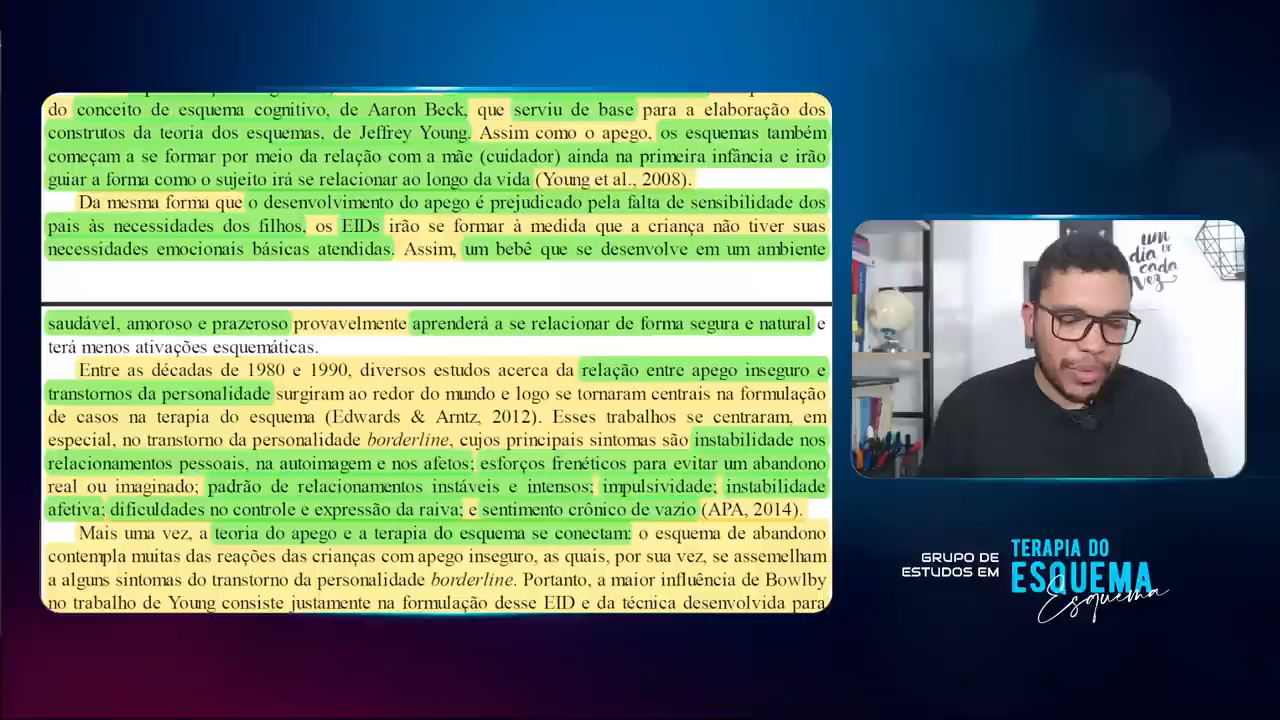 do conceito de esquema cognitivo, de Aaron Beck, que serviu de base para a elaboração dos
construtos da teoria dos esquemas, de Jeffrey Young. Assim como o apego, os esquemas também
começam a se formar por meio da relação com a mãe (cuidador) ainda na primeira infância e irão
guiar a forma como o sujeito irá se relacionar ao longo da vida (Young et al., 2008).
Da mesma forma que o desenvolvimento do apego é prejudicado pela falta de sensibilidade dos
pais às necessidades dos filhos, os EIDs irão se formar à medida que a criança não tiver suas
necessidades emocionais básicas atendidas. Assim, um bebê que se desenvolve em um ambiente
saudável, amoroso e prazeroso provavelmente aprenderá a se relacionar de forma segura e natural e
terá menos ativações esquemáticas.
Entre as décadas de 1980 e 1990, diversos estudos acerca da relação entre apego inseguro e
transtornos da personalidade surgiram ao redor do mundo e logo se tornaram centrais na formulação
de casos na terapia do esquema (Edwards & Arntz, 2012). Esses trabalhos se centraram, em
especial, no transtorno da personalidade borderline, cujos principais sintomas são instabilidade nos
relacionamentos pessoais, na autoimagem e nos afetos; esforços frenéticos para evitar um abandono
real ou imaginado; padrão de relacionamentos instáveis e intensos; impulsividade; instabilidade
afetiva; dificuldades no controle e expressão da raiva; e sentimento crônico de vazio (APA, 2014).
Mais uma vez, a teoria do apego e a terapia do esquema se conectam: o esquema de abandono
contempla muitas das reações das crianças com apego inseguro, as quais, por sua vez, se assemelham
a alguns sintomas do transtorno da personalidade borderline. Portanto, a maior influência de Bowlby
no trabalho de Young consiste justamente na formulação desse EID e da técnica desenvolvida para
um
dia DE
cada
vez
GRUPO DE
ESTUDOS EM
TERAPIA DO
ESQUEMA
Esquema